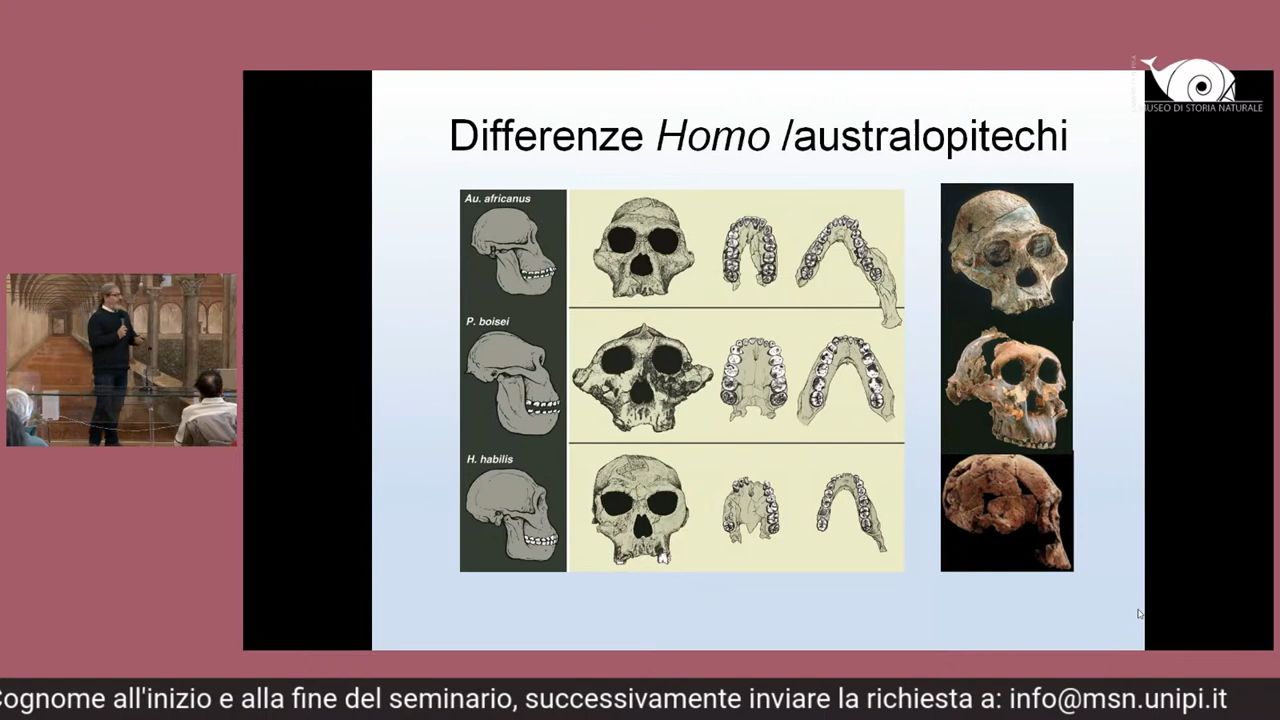 MUSEO DI STORIA NATURALE
Differenze Homo /australopitechi
Au. africanus
P. boisei
H. habilis
Cognome all'inizio e alla fine del seminario, successivamente inviare la richiesta a: info@msn.unipi.it